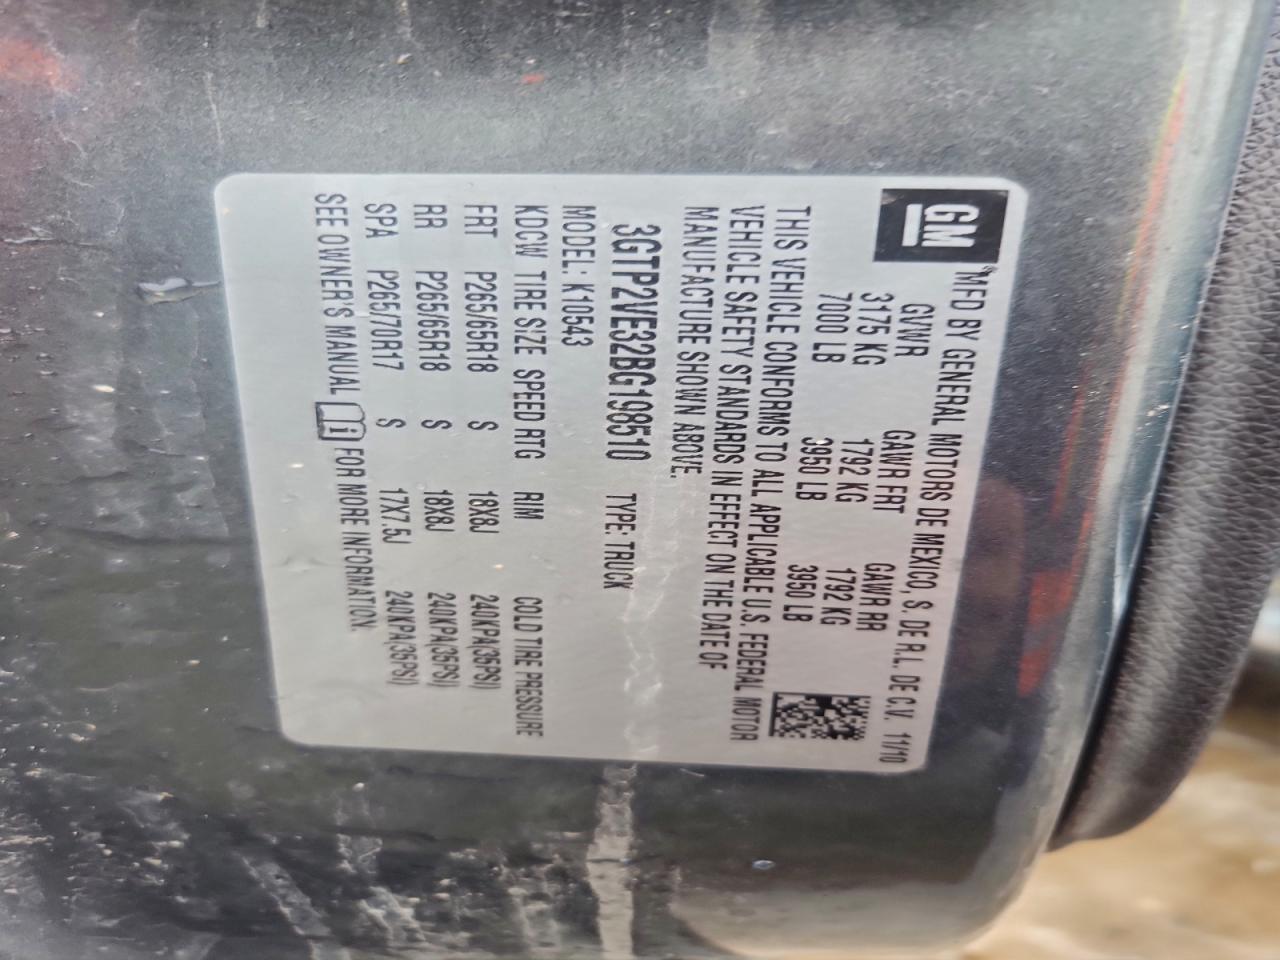 GM MFD BY GENERAL MOTORS DE MEXICO, S. DE R.L. DE C.V. 11/10
GVWR GAWR FRT GAWR RR
3175 KG 1792 KG 1792 KG
7000 LB 3950 LB 3950 LB
THIS VEHICLE CONFORMS TO ALL APPLICABLE U.S. FEDERAL MOTOR
VEHICLE SAFETY STANDARDS IN EFFECT ON THE DATE OF
MANUFACTURE SHOWN ABOVE.
3GTP2VE32BG198510 TYPE: TRUCK
MODEL: K10543
KDCW TIRE SIZE SPEED RTG RIM COLD TIRE PRESSURE
FRT P265/65R18 S 18X8J 240KPA(35PSI)
RR P265/65R18 S 18X8J 240KPA(35PSI)
SPA P265/70R17 S 17X7.5J 240KPA(35PSI)
SEE OWNER'S MANUAL FOR MORE INFORMATION.